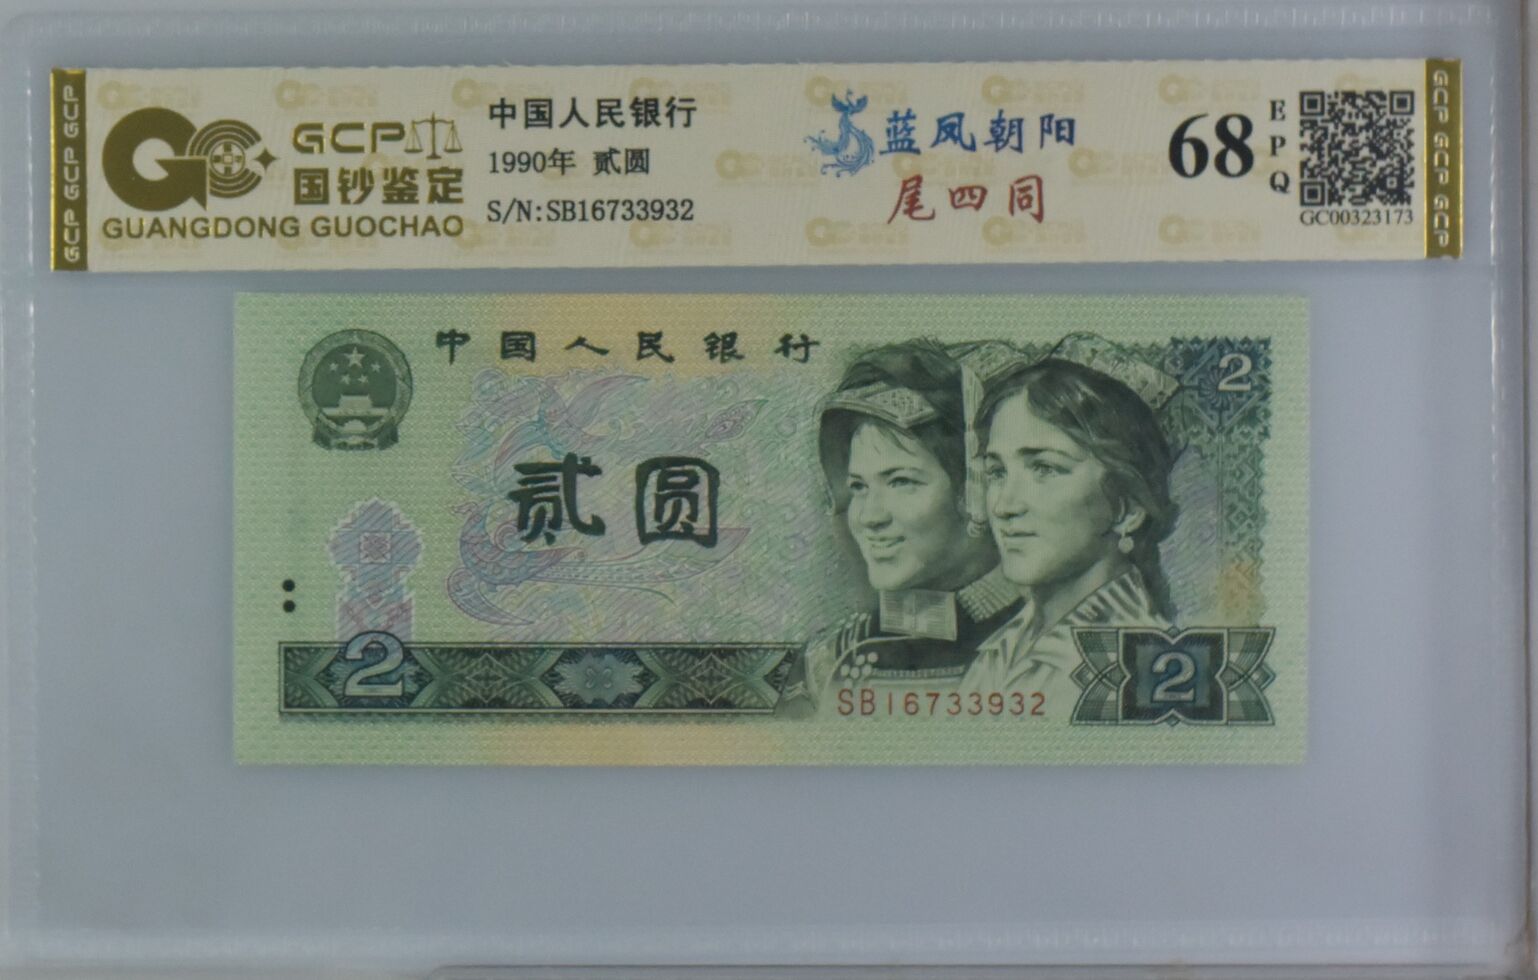 GCP
国钞鉴定
GUANGDONG GUOCHAO
中国人民银行
1990年 贰圆
S/N:SB16733932
蓝凤朝阳
尾四同
68
EPQ
GC00323173
GCP GCP GCP
GCP GCP GCP
中国人民银行
2
贰圆
2
SB16733932
2